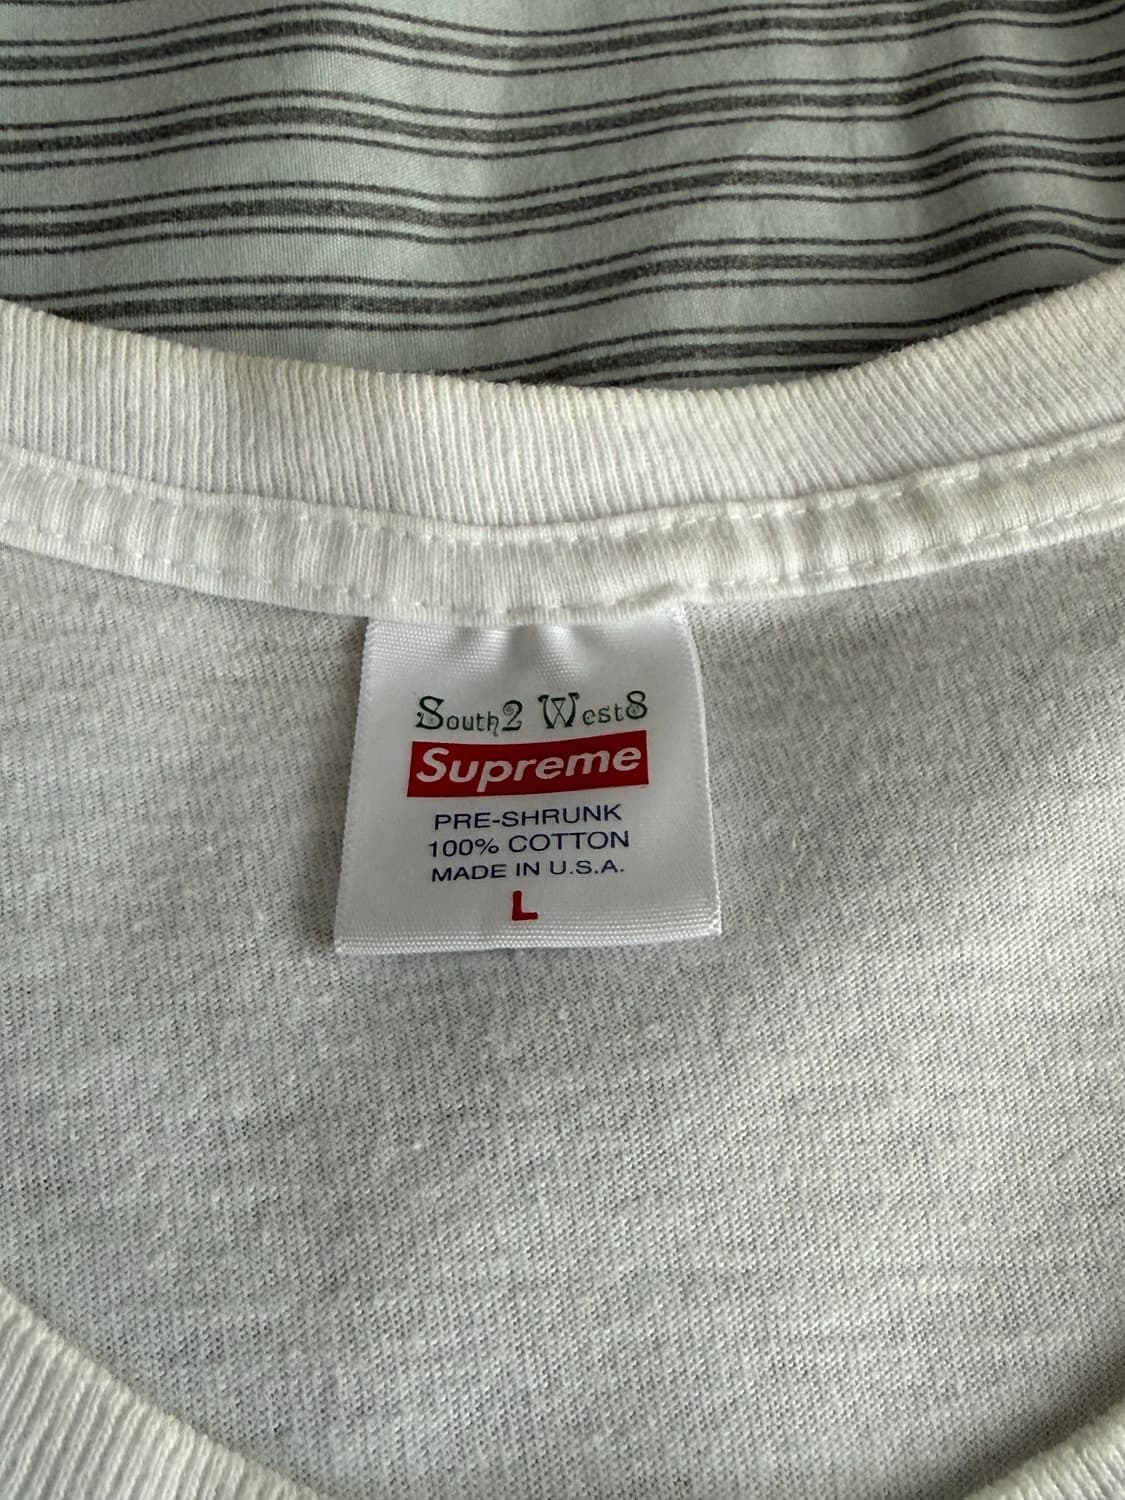 South2 West8
Supreme
PRE-SHRUNK
100% COTTON
MADE IN U.S.A.
L